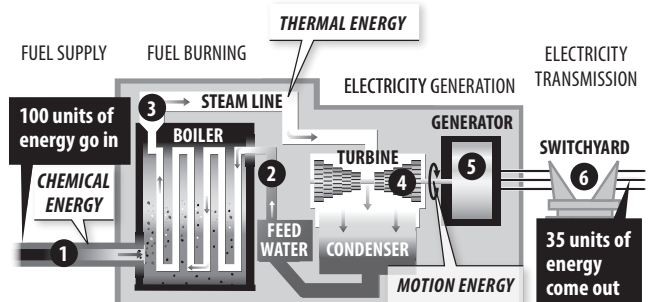 THERMAL ENERGY
FUEL SUPPLY
FUEL BURNING
ELECTRICITY
TRANSMISSION
ELECTRICITY GENERATION
3
STEAM LINE
100 units of
energy go in
BOILER
GENERATOR
SWITCHYARD
CHEMICAL
ENERGY
2
TURBINE
4
5
6
1
FEED
WATER
CONDENSER
MOTION ENERGY
35 units of
energy
come out